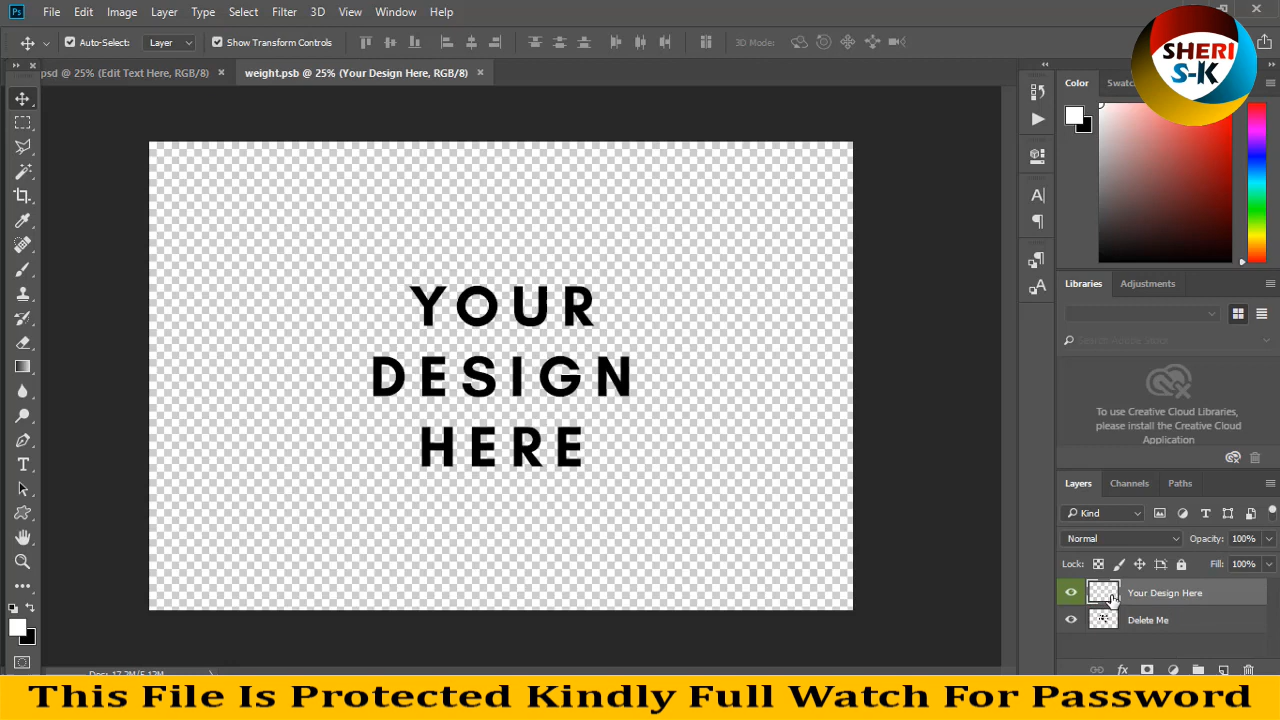 Ps File Edit Image Layer Type Select Filter 3D View Window Help
Auto-Select: Layer Show Transform Controls 3D Mode:
psd @ 25% (Edit Text Here, RGB/8) × weight.psb @ 25% (Your Design Here, RGB/8) ×
SHERI
S-K
Color Swatc
YOUR
DESIGN
HERE
Libraries Adjustments
To use Creative Cloud Libraries,
please install the Creative Cloud
Application
Layers Channels Paths
Kind
Normal Opacity: 100%
Lock: Fill: 100%
Your Design Here
Delete Me
fx
This File Is Protected Kindly Full Watch For Password